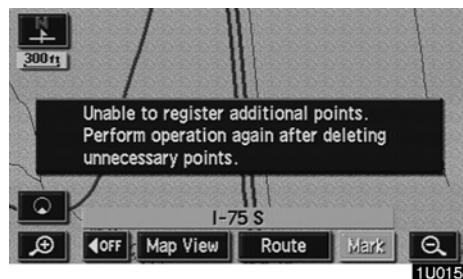 N
300ft
Unable to register additional points.
Perform operation again after deleting
unnecessary points.
I-75 S
OFF Map View Route Mark
1U015